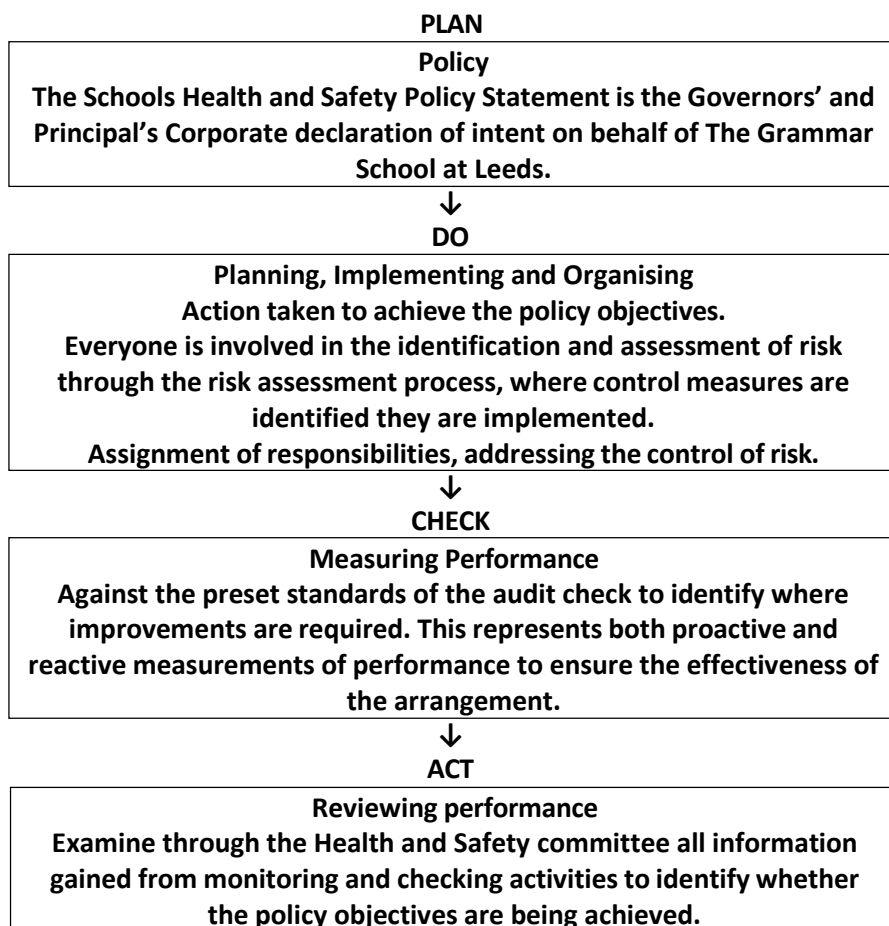 PLAN
Policy
The Schools Health and Safety Policy Statement is the Governors’ and
Principal’s Corporate declaration of intent on behalf of The Grammar
School at Leeds.
↓
DO
Planning, Implementing and Organising
Action taken to achieve the policy objectives.
Everyone is involved in the identification and assessment of risk
through the risk assessment process, where control measures are
identified they are implemented.
Assignment of responsibilities, addressing the control of risk.
↓
CHECK
Measuring Performance
Against the preset standards of the audit check to identify where
improvements are required. This represents both proactive and
reactive measurements of performance to ensure the effectiveness of
the arrangement.
↓
ACT
Reviewing performance
Examine through the Health and Safety committee all information
gained from monitoring and checking activities to identify whether
the policy objectives are being achieved.